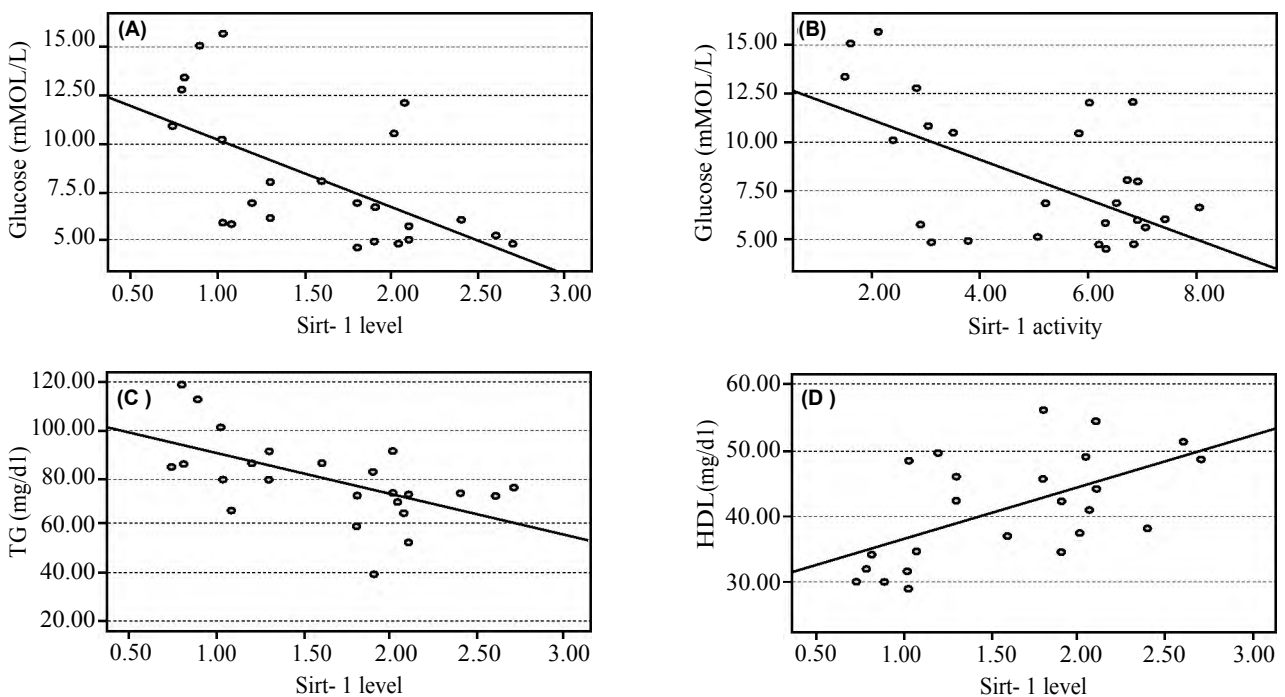 (A)
Glucose (rnMOL/L)
15.00
12.50
10.00
7.50
5.00
0.50 1.00 1.50 2.00 2.50 3.00
Sirt- 1 level
(B)
Glucose (mMOL/L)
15.00
12.50
10.00
7.50
5.00
2.00 4.00 6.00 8.00
Sirt- 1 activity
(C )
TG (mg/d1)
120.00
100.00
80.00
60.00
40.00
20.00
0.50 1.00 1.50 2.00 2.50 3.00
Sirt- 1 level
(D )
HDL(mg/d1)
60.00
50.00
40.00
30.00
0.50 1.00 1.50 2.00 2.50 3.00
Sirt- 1 level